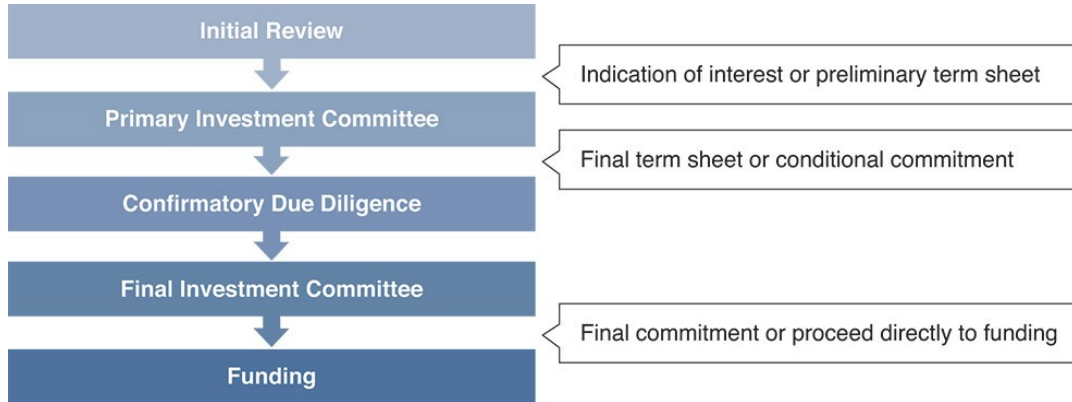 Initial Review
Indication of interest or preliminary term sheet
Primary Investment Committee
Final term sheet or conditional commitment
Confirmatory Due Diligence
Final Investment Committee
Final commitment or proceed directly to funding
Funding